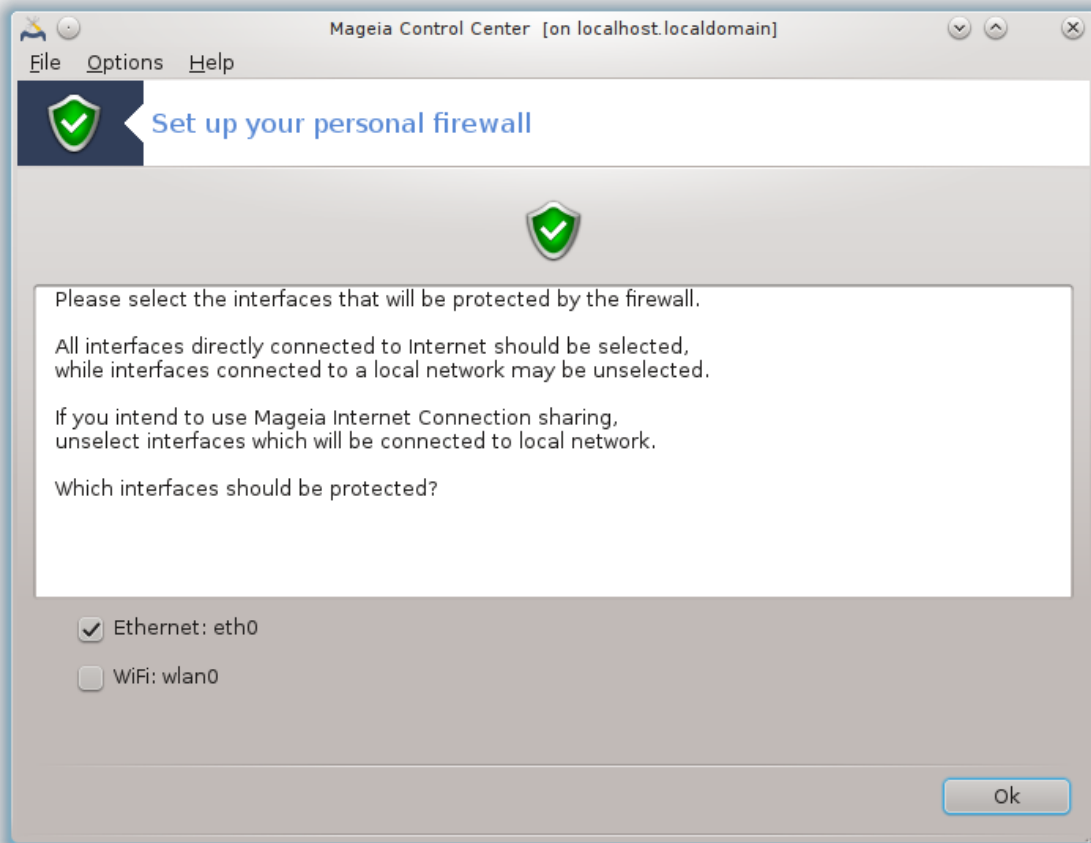 Mageia Control Center [on localhost.localdomain]
File Options Help
Set up your personal firewall
Please select the interfaces that will be protected by the firewall.
All interfaces directly connected to Internet should be selected,
while interfaces connected to a local network may be unselected.
If you intend to use Mageia Internet Connection sharing,
unselect interfaces which will be connected to local network.
Which interfaces should be protected?
Ethernet: eth0
WiFi: wlan0
Ok